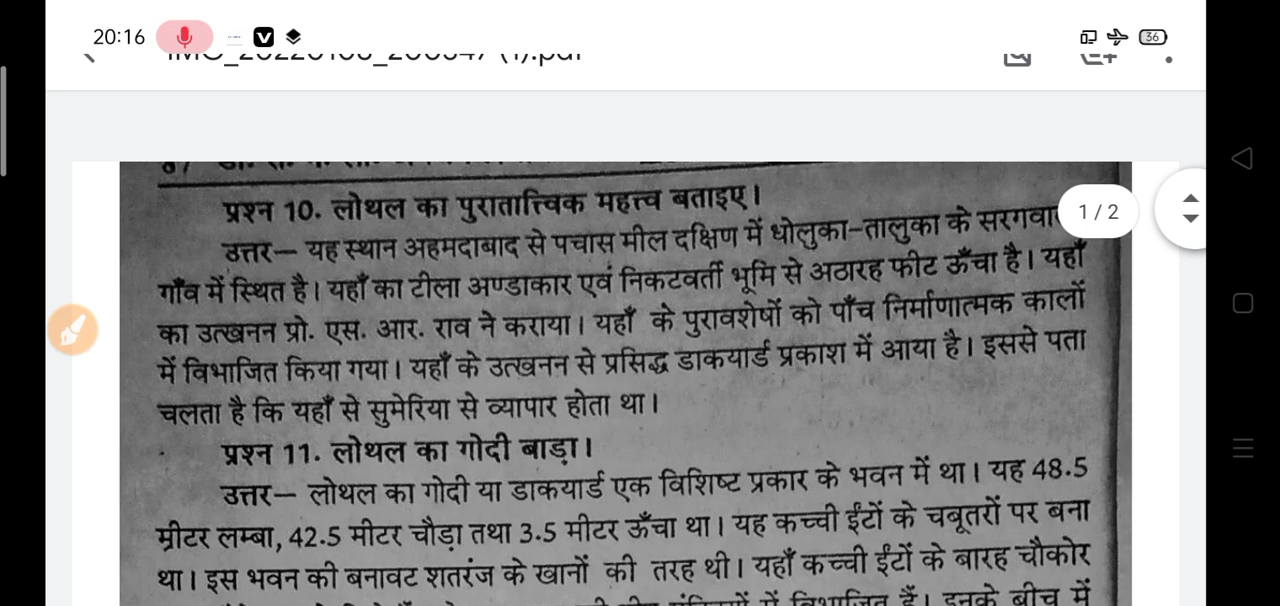 20:16
36
1 / 2
प्रश्न 10. लोथल का पुरातात्त्विक महत्त्व बताइए।
उत्तर— यह स्थान अहमदाबाद से पचास मील दक्षिण में धोलुका-तालुका के
गाँव में स्थित है। यहाँ का टीला अण्डाकार एवं निकटवर्ती भूमि से अठारह फीट ऊँचा है। यहाँ
का उत्खनन प्रो. एस. आर. राव ने कराया। यहाँ के पुरावशेषों को पाँच निर्माणात्मक कालों
में विभाजित किया गया। यहाँ के उत्खनन से प्रसिद्ध डाकयार्ड प्रकाश में आया है। इससे पता
चलता है कि यहाँ से सुमेरिया से व्यापार होता था।
प्रश्न 11. लोथल का गोदी बाड़ा।
उत्तर— लोथल का गोदी या डाकयार्ड एक विशिष्ट प्रकार के भवन में था। यह 48.5
मीटर लम्बा, 42.5 मीटर चौड़ा तथा 3.5 मीटर ऊँचा था। यह कच्ची ईंटों के चबूतरों पर बना
था। इस भवन की बनावट शतरंज के खानों की तरह थी। यहाँ कच्ची ईंटों के बारह चौकोर
में विभाजित हैं। इनके बीच में